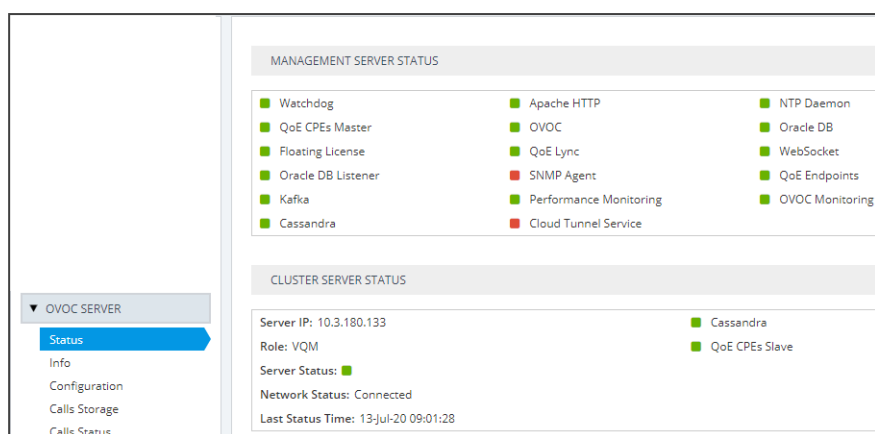 MANAGEMENT SERVER STATUS
Watchdog Apache HTTP NTP Daemon
QoE CPEs Master OVOC Oracle DB
Floating License QoE Lync WebSocket
Oracle DB Listener SNMP Agent QoE Endpoints
Kafka Performance Monitoring OVOC Monitoring
Cassandra Cloud Tunnel Service
CLUSTER SERVER STATUS
Server IP: 10.3.180.133 Cassandra
Role: VQM QoE CPEs Slave
Server Status:
Network Status: Connected
Last Status Time: 13-Jul-20 09:01:28
OVOC SERVER
Status
Info
Configuration
Calls Storage
Calls Status